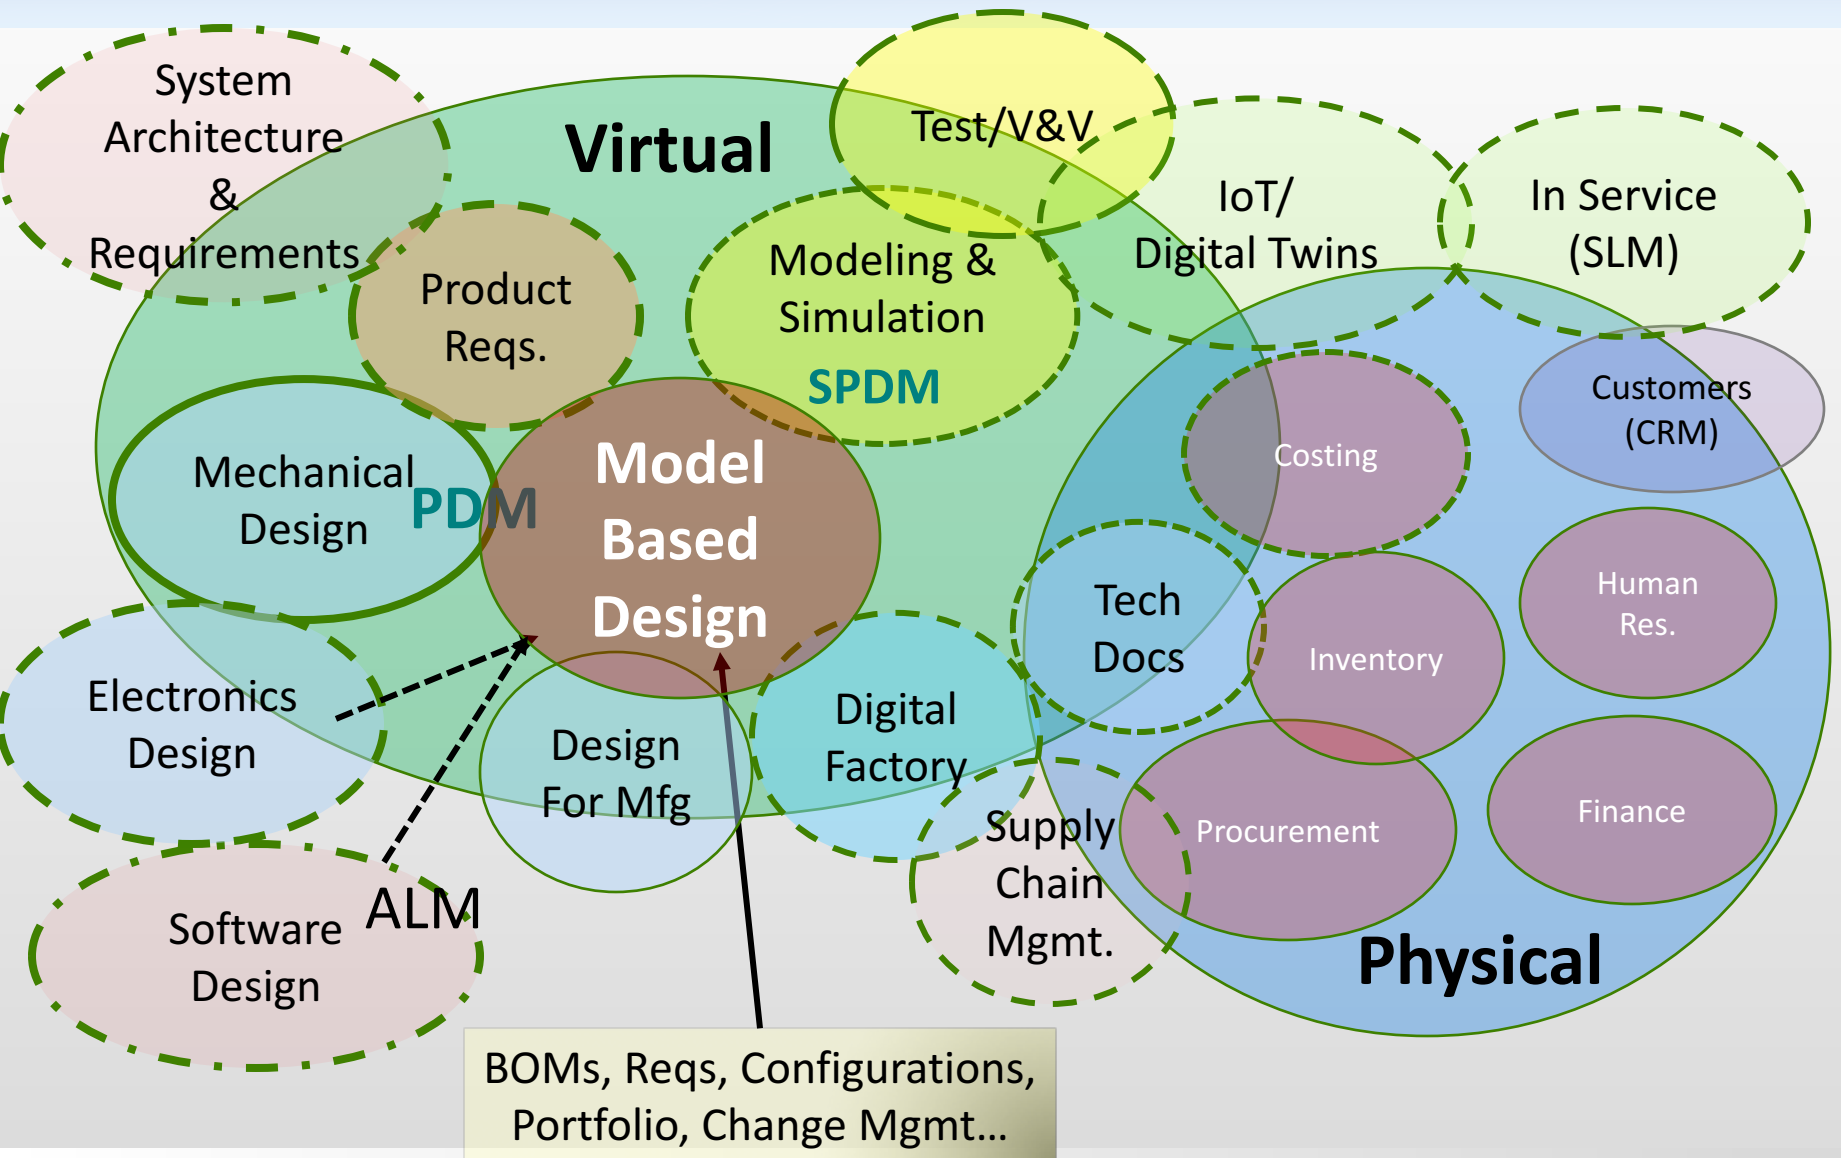 System
Architecture
&
Requirements
Virtual
Test/V&V
IoT/
Digital Twins
In Service
(SLM)
Product
Reqs.
Modeling &
Simulation
SPDM
Customers
(CRM)
Mechanical
Design
PDM
Model
Based
Design
Costing
Tech
Docs
Human
Res.
Inventory
Electronics
Design
Design
For Mfg
Digital
Factory
Supply
Chain
Mgmt.
Procurement
Finance
Software
Design
ALM
Physical
BOMs, Reqs, Configurations,
Portfolio, Change Mgmt...